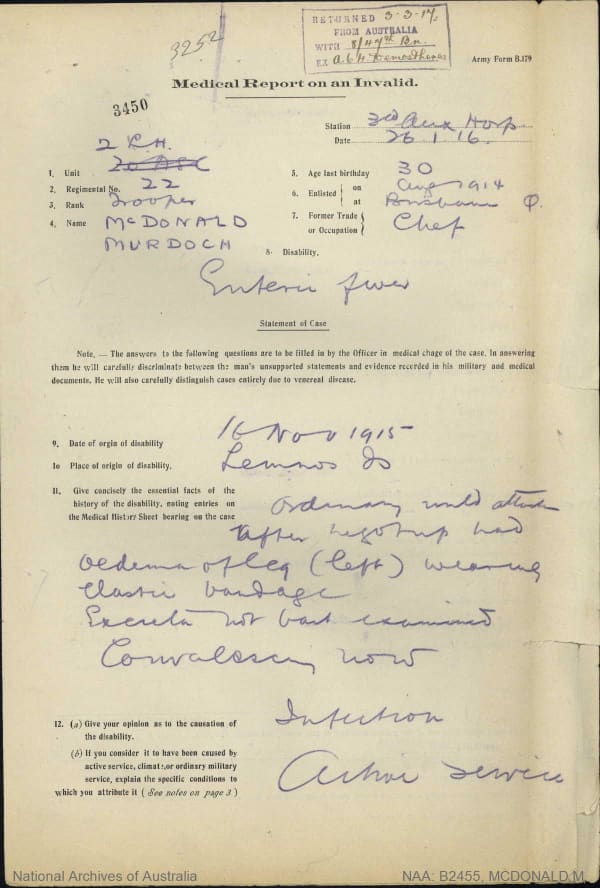 3252
RETURNED 3-3-17.
FROM AUSTRALIA
WITH 8/47th Bn.
EX A64 Demosthenes
Army Form B.179
Medical Report on an Invalid.
3450
Station 3rd Aux Hosp
Date 26.1.16.
2 L.H.
1. Unit
2. Regimental No. 22
3. Rank Trooper
4. Name McDONALD
MURDOCH
5. Age last birthday 30
6. Enlisted { on Aug 1914
at Brisbane Q.
7. Former Trade
or Occupation } Chef
8. Disability.
Enteric fever
Statement of Case
Note. — The answers to the following questions are to be filled in by the Officer in medical chage of the case. In answering
them he will carefully discriminate between the man's unsupported statements and evidence recorded in his military and medical
documents. He will also carefully distinguish cases entirely due to venereal disease.
9. Date of orgin of disability 16 Nov 1915
1o Place of origin of disability. Lemnos Is
11. Give concisely the essential facts of the
history of the disability, noting entries on
the Medical History Sheet bearing on the case
Ordinary mild attack
After he got up had
oedema of leg (left) wearing
elastic bandage
Excreta not bact examined
Convalescing now
12. (a) Give your opinion as to the causation of
the disability.
Infection
(b) If you consider it to have been caused by
active service, climate, or ordinary military
service, explain the specific conditions to
which you attribute it (See notes on page 3.)
Active service
National Archives of Australia
NAA: B2455, MCDONALD M